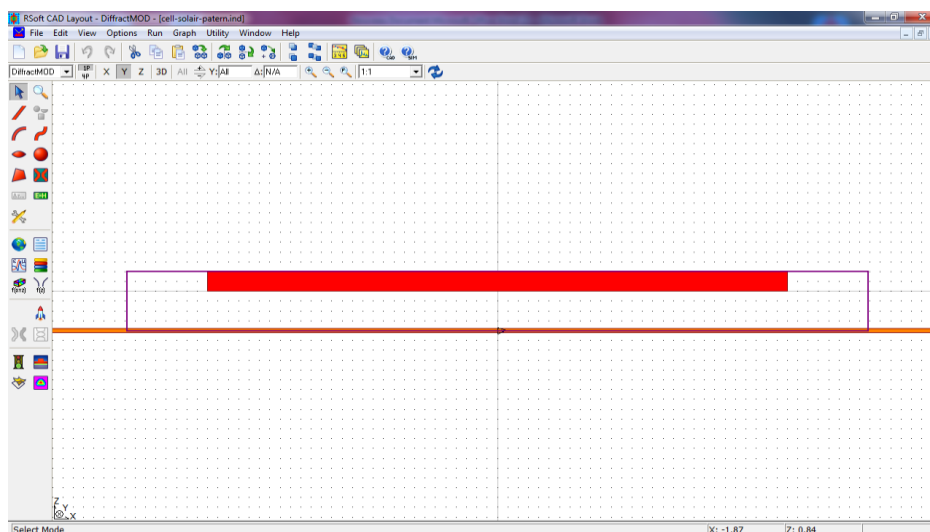 RSoft CAD Layout - DiffractMOD - [cell-solair-patern.ind]
File Edit View Options Run Graph Utility Window Help
DiffractMOD X Y Z 3D All Y: All Δ: N/A 1:1
Z
Y
X
Select Mode X: -1.87 Z: 0.84